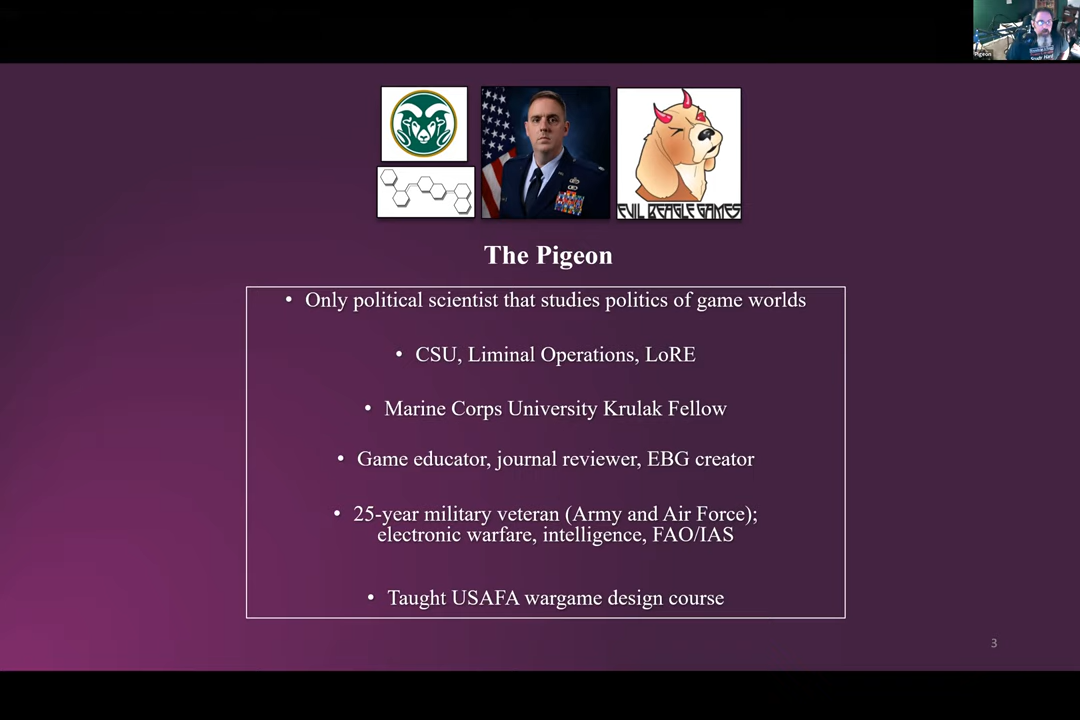 Pigeon
EVIL BEAGLE GAMES
The Pigeon
• Only political scientist that studies politics of game worlds
• CSU, Liminal Operations, LoRE
• Marine Corps University Krulak Fellow
• Game educator, journal reviewer, EBG creator
• 25-year military veteran (Army and Air Force);
electronic warfare, intelligence, FAO/IAS
• Taught USAFA wargame design course
3